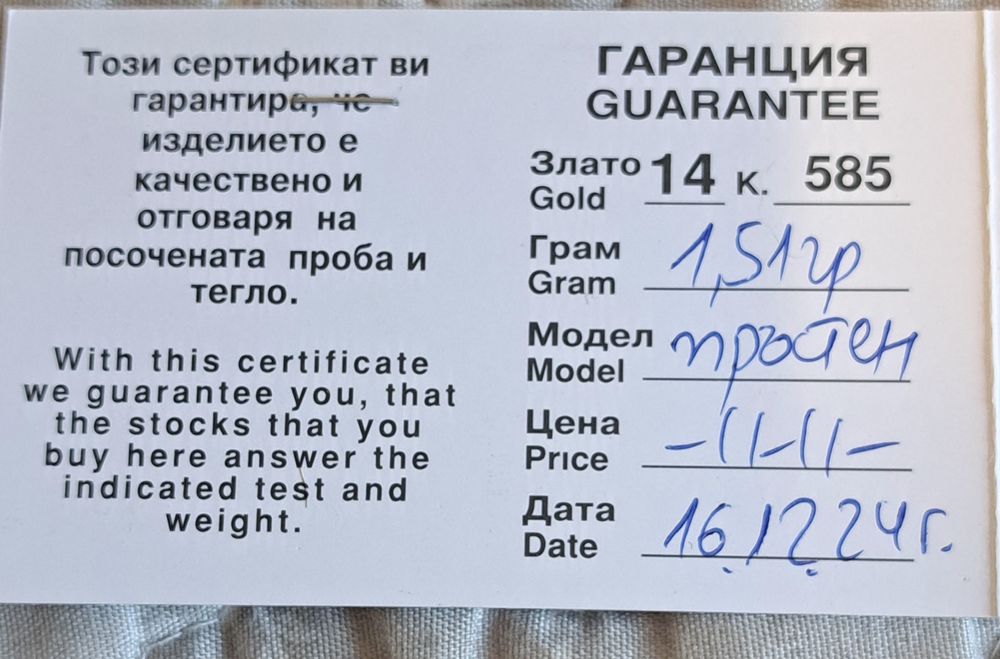 Този сертификат ви
гарантира, че
изделието е
качествено и
отговаря на
посочената проба и
тегло.
With this certificate
we guarantee you, that
the stocks that you
buy here answer the
indicated test and
weight.
ГАРАНЦИЯ
GUARANTEE
Злато 14 к. 585
Gold
Грам 1,51гр
Gram
Модел пръстен
Model
Цена -//-//-
Price
Дата 16.12.24г.
Date